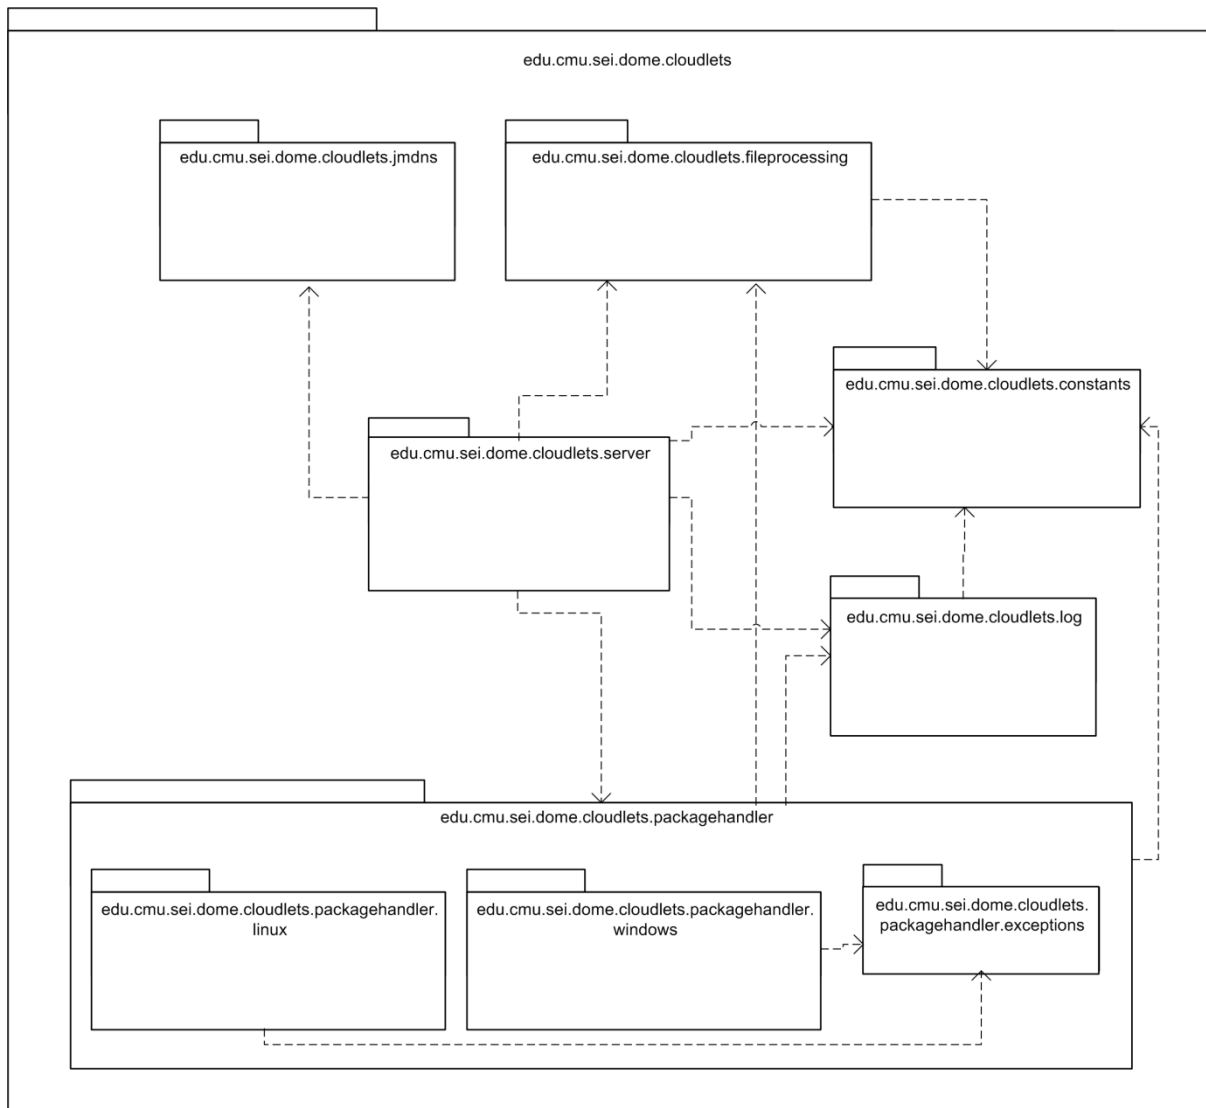 edu.cmu.sei.dome.cloudlets
edu.cmu.sei.dome.cloudlets.jmdns
edu.cmu.sei.dome.cloudlets.fileprocessing
edu.cmu.sei.dome.cloudlets.constants
edu.cmu.sei.dome.cloudlets.server
edu.cmu.sei.dome.cloudlets.log
edu.cmu.sei.dome.cloudlets.packagehandler
edu.cmu.sei.dome.cloudlets.packagehandler.
linux
edu.cmu.sei.dome.cloudlets.packagehandler.
windows
edu.cmu.sei.dome.cloudlets.
packagehandler.exceptions